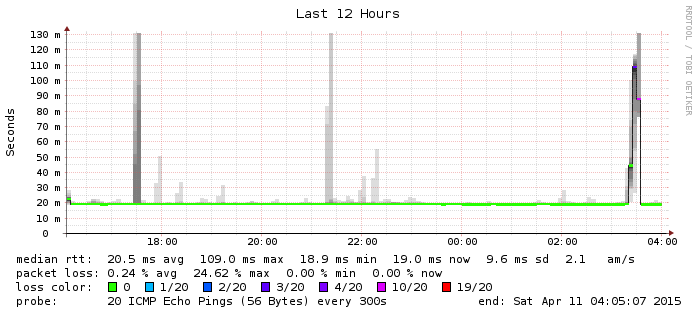 Last 12 Hours
RRDTOOL / TOBI OETIKER
Seconds
130 m
120 m
110 m
100 m
90 m
80 m
70 m
60 m
50 m
40 m
30 m
20 m
10 m
0
18:00 20:00 22:00 00:00 02:00 04:00
median rtt: 20.5 ms avg 109.0 ms max 18.9 ms min 19.0 ms now 9.6 ms sd 2.1 am/s
packet loss: 0.24 % avg 24.62 % max 0.00 % min 0.00 % now
loss color: 0 1/20 2/20 3/20 4/20 10/20 19/20
probe: 20 ICMP Echo Pings (56 Bytes) every 300s end: Sat Apr 11 04:05:07 2015